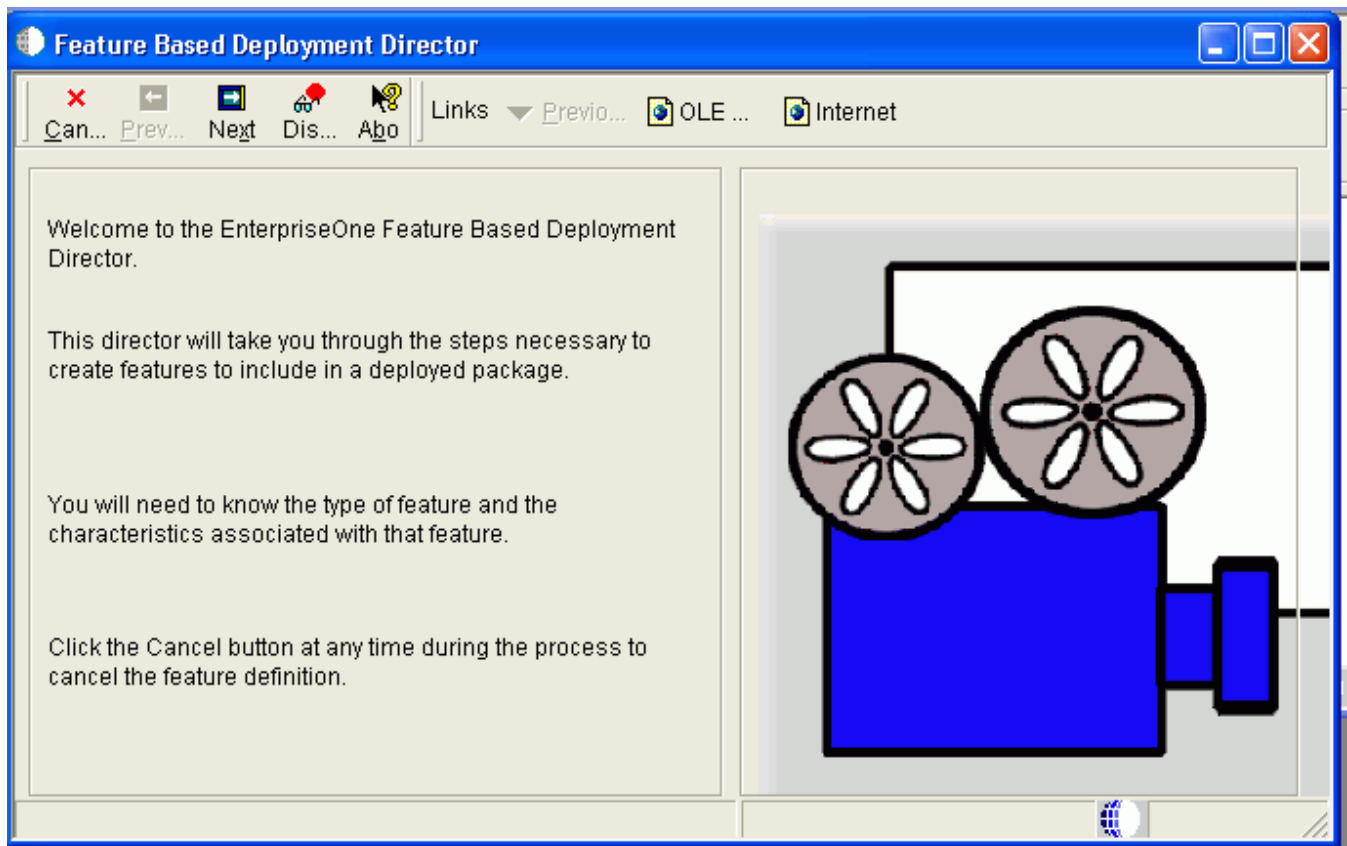 Feature Based Deployment Director
Can... Prev... Next Dis... Abo Links Previo... OLE ... Internet
Welcome to the EnterpriseOne Feature Based Deployment
Director.
This director will take you through the steps necessary to
create features to include in a deployed package.
You will need to know the type of feature and the
characteristics associated with that feature.
Click the Cancel button at any time during the process to
cancel the feature definition.